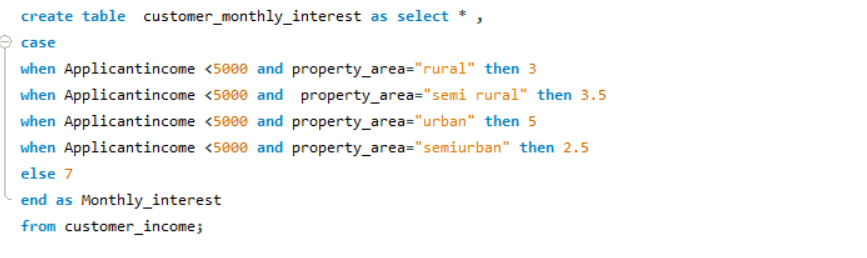 create table  customer_monthly_interest as select * ,
case
when Applicantincome <5000 and property_area="rural" then 3
when Applicantincome <5000 and  property_area="semi rural" then 3.5
when Applicantincome <5000 and property_area="urban" then 5
when Applicantincome <5000 and property_area="semiurban" then 2.5
else 7
end as Monthly_interest
from customer_income;